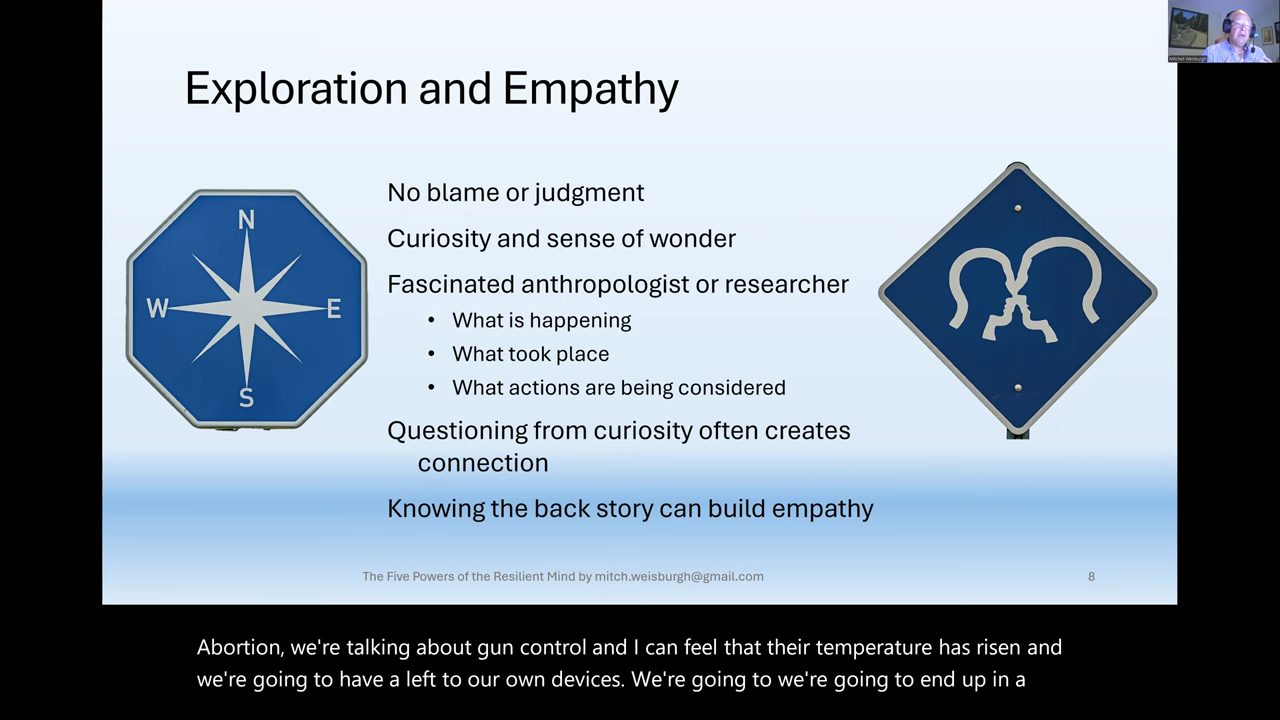 Mitchell Weisburgh
Exploration and Empathy
N
W
E
S
No blame or judgment
Curiosity and sense of wonder
Fascinated anthropologist or researcher
• What is happening
• What took place
• What actions are being considered
Questioning from curiosity often creates
connection
Knowing the back story can build empathy
The Five Powers of the Resilient Mind by mitch.weisburgh@gmail.com
8
Abortion, we're talking about gun control and I can feel that their temperature has risen and
we're going to have a left to our own devices. We're going to we're going to end up in a